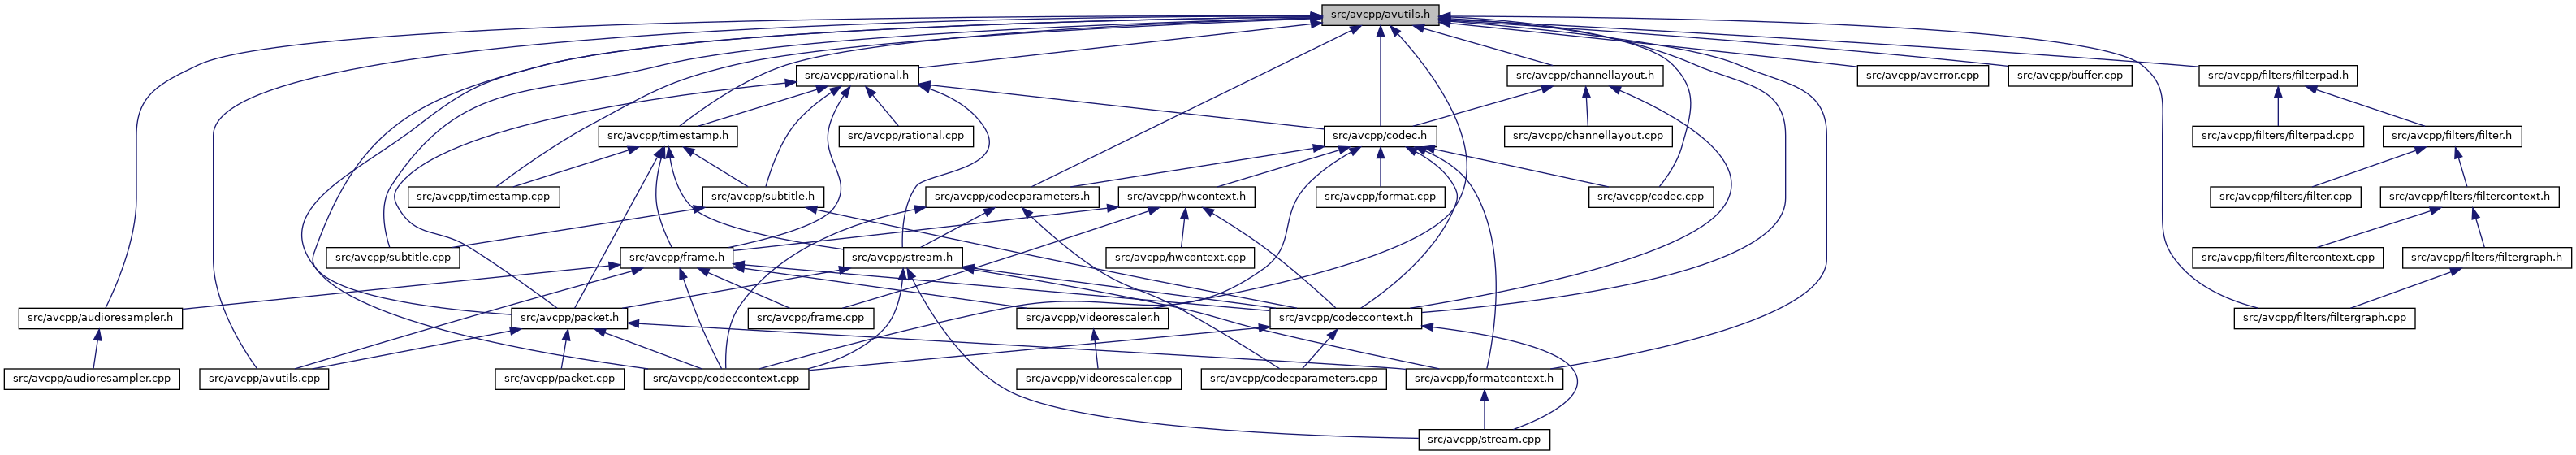 src/avcpp/avutils.h
src/avcpp/rational.h
src/avcpp/channellayout.h
src/avcpp/averror.cpp
src/avcpp/buffer.cpp
src/avcpp/filters/filterpad.h
src/avcpp/timestamp.h
src/avcpp/rational.cpp
src/avcpp/codec.h
src/avcpp/channellayout.cpp
src/avcpp/filters/filterpad.cpp
src/avcpp/filters/filter.h
src/avcpp/timestamp.cpp
src/avcpp/subtitle.h
src/avcpp/codecparameters.h
src/avcpp/hwcontext.h
src/avcpp/format.cpp
src/avcpp/codec.cpp
src/avcpp/filters/filter.cpp
src/avcpp/filters/filtercontext.h
src/avcpp/subtitle.cpp
src/avcpp/frame.h
src/avcpp/stream.h
src/avcpp/hwcontext.cpp
src/avcpp/filters/filtercontext.cpp
src/avcpp/filters/filtergraph.h
src/avcpp/audioresampler.h
src/avcpp/packet.h
src/avcpp/frame.cpp
src/avcpp/videorescaler.h
src/avcpp/codeccontext.h
src/avcpp/filters/filtergraph.cpp
src/avcpp/audioresampler.cpp
src/avcpp/avutils.cpp
src/avcpp/packet.cpp
src/avcpp/codeccontext.cpp
src/avcpp/videorescaler.cpp
src/avcpp/codecparameters.cpp
src/avcpp/formatcontext.h
src/avcpp/stream.cpp